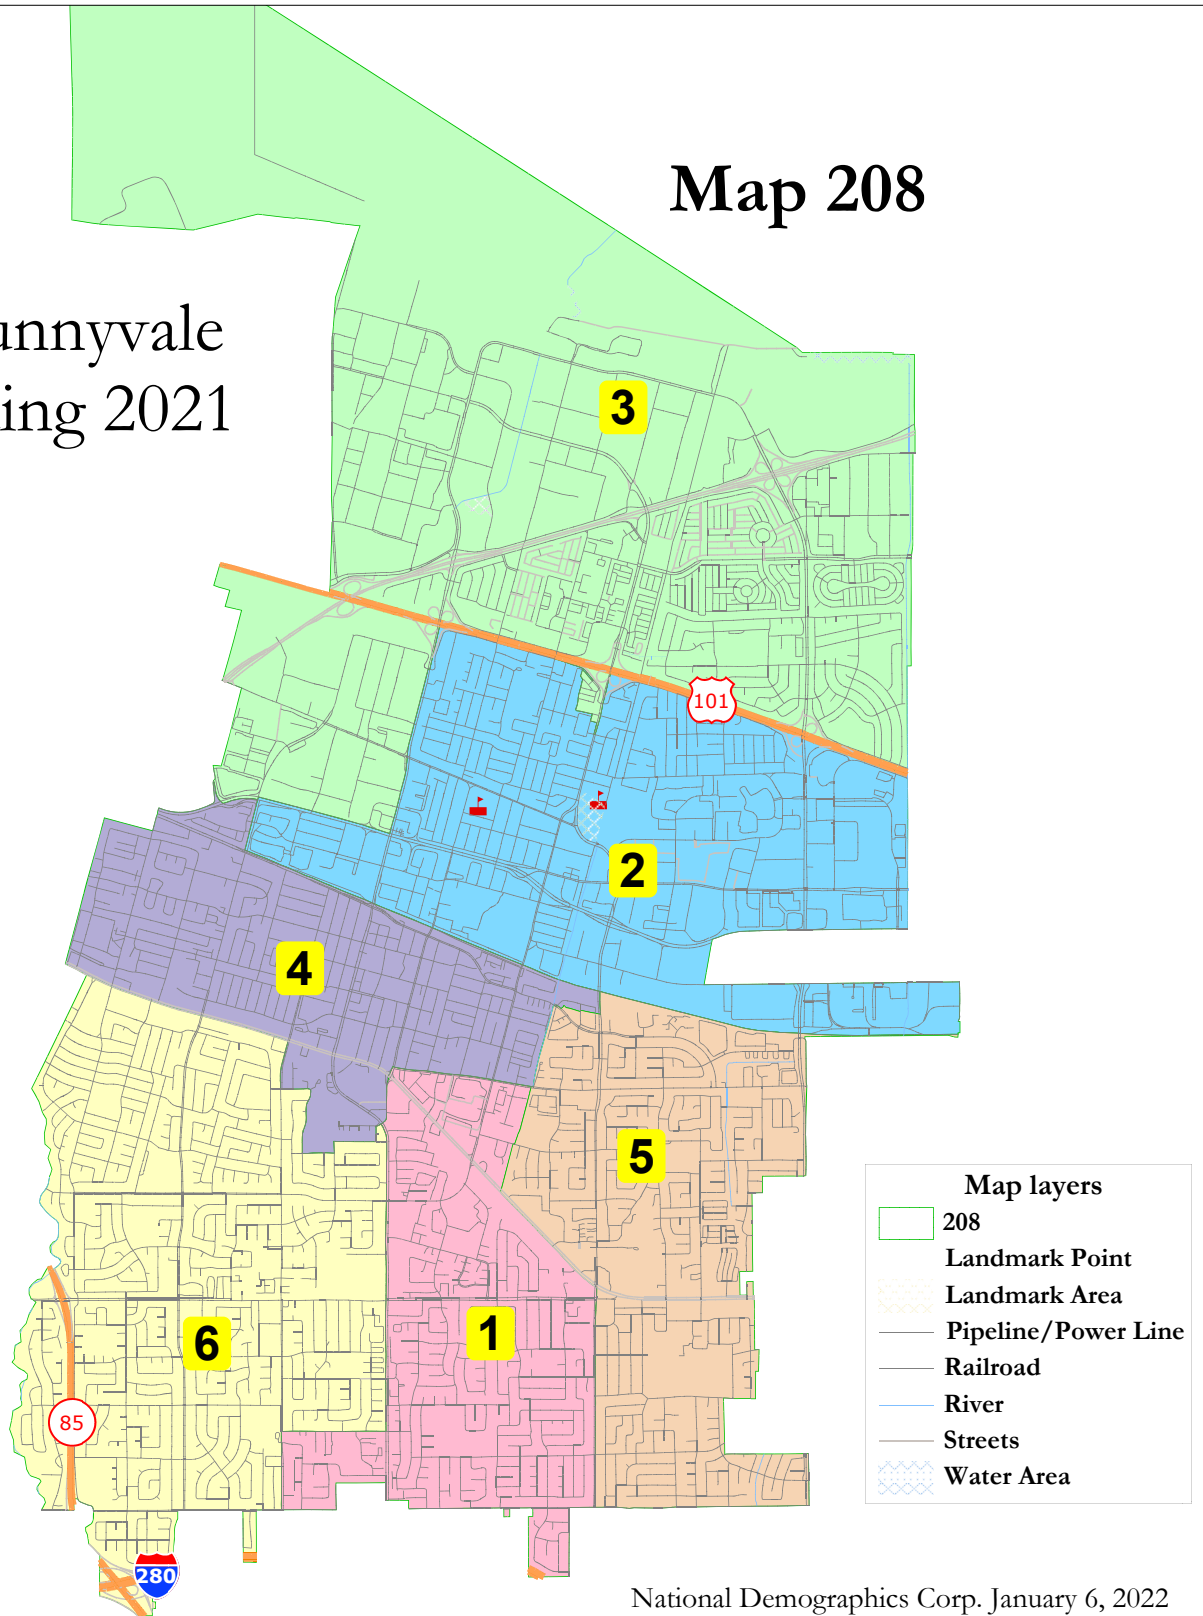 Map 208
unnyvale
ing 2021
3
101
2
4
5
1
6
85
280
Map layers
208
Landmark Point
Landmark Area
Pipeline/Power Line
Railroad
River
Streets
Water Area
National Demographics Corp. January 6, 2022